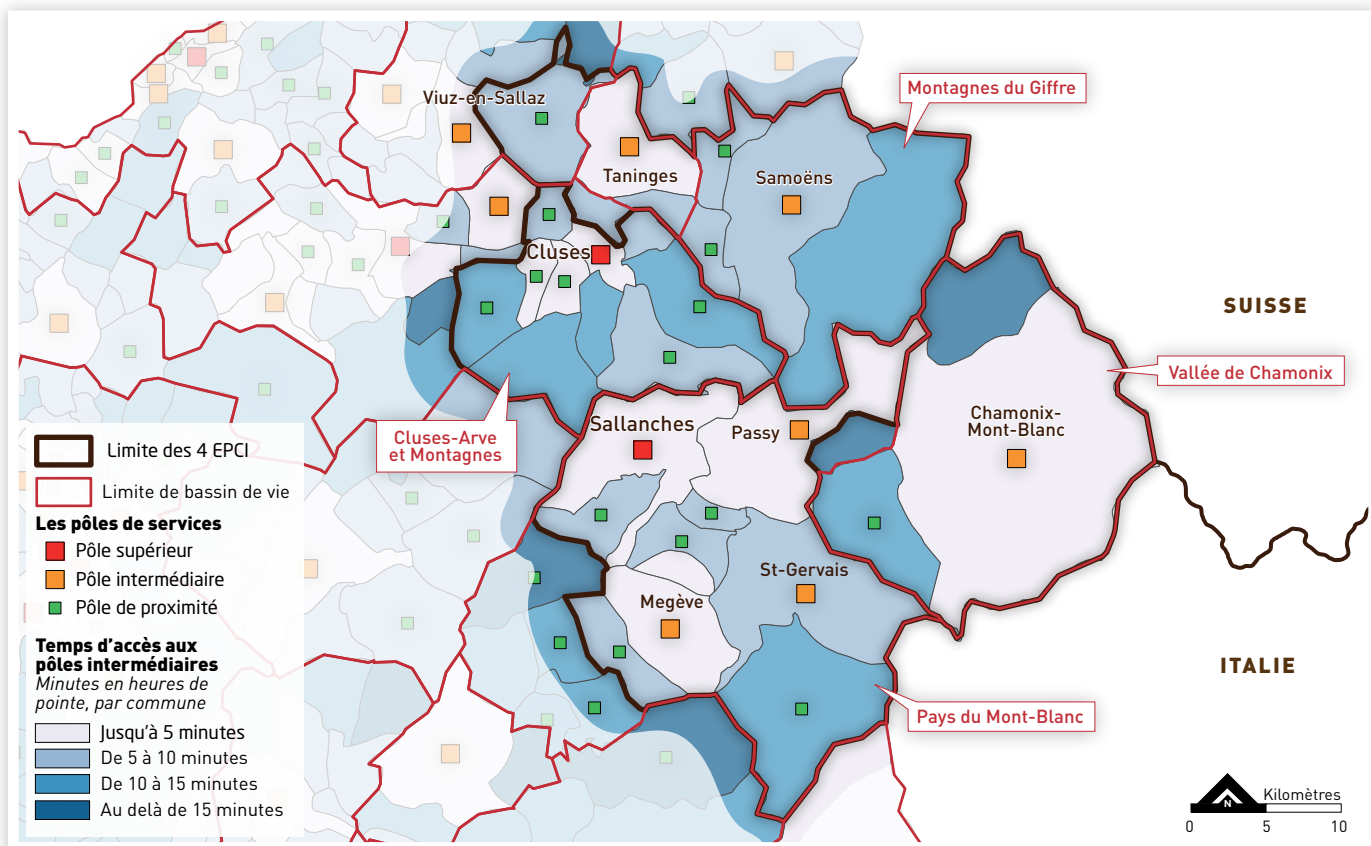 Viuz-en-Sallaz
Montagnes du Giffre
Taninges
Samoëns
Cluses
SUISSE
Vallée de Chamonix
Chamonix-
Mont-Blanc
Sallanches
Passy
Cluses-Arve
et Montagnes
St-Gervais
Megève
ITALIE
Pays du Mont-Blanc
Limite des 4 EPCI
Limite de bassin de vie
Les pôles de services
Pôle supérieur
Pôle intermédiaire
Pôle de proximité
Temps d'accès aux
pôles intermédiaires
Minutes en heures de
pointe, par commune
Jusqu'à 5 minutes
De 5 à 10 minutes
De 10 à 15 minutes
Au delà de 15 minutes
N
Kilomètres
0 5 10